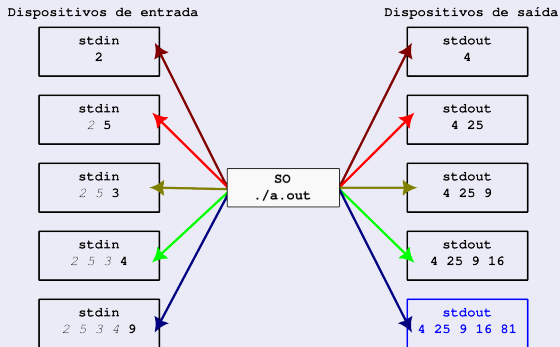 Dispositivos de entrada
Dispositivos de saída
stdin
2
stdout
4
stdin
2 5
stdout
4 25
stdin
2 5 3
SO
./a.out
stdout
4 25 9
stdin
2 5 3 4
stdout
4 25 9 16
stdin
2 5 3 4 9
stdout
4 25 9 16 81